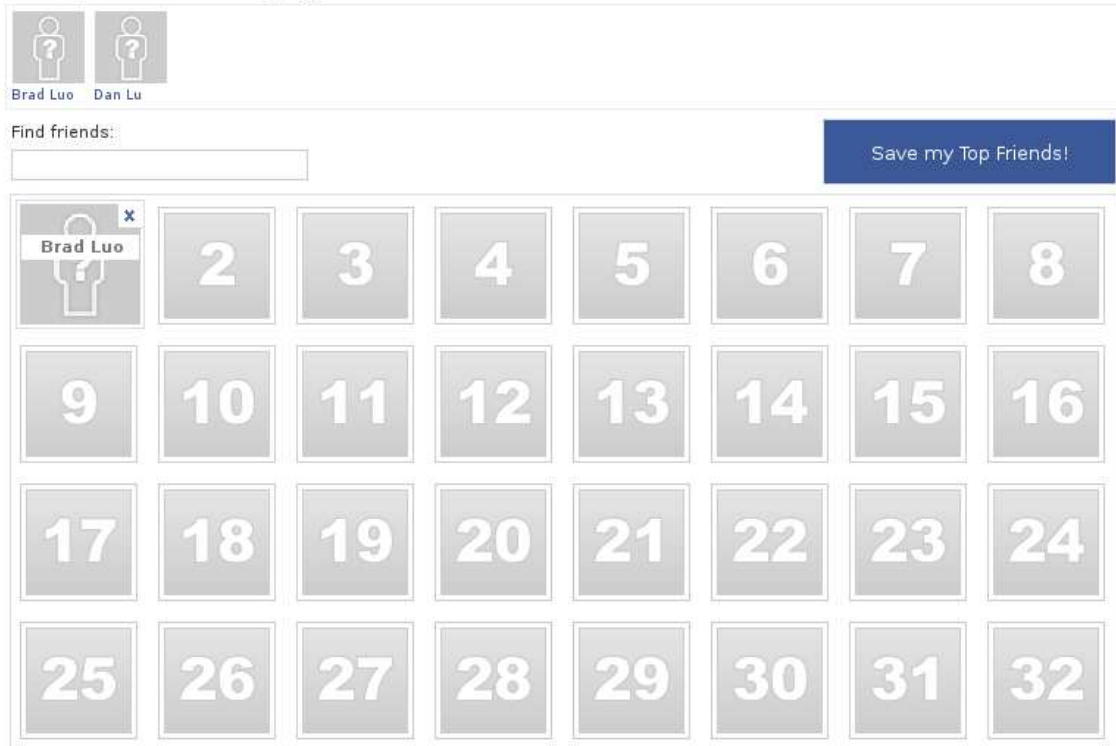 Brad Luo Dan Lu
Find friends:
Save my Top Friends!
x
Brad Luo
2 3 4 5 6 7 8
9 10 11 12 13 14 15 16
17 18 19 20 21 22 23 24
25 26 27 28 29 30 31 32